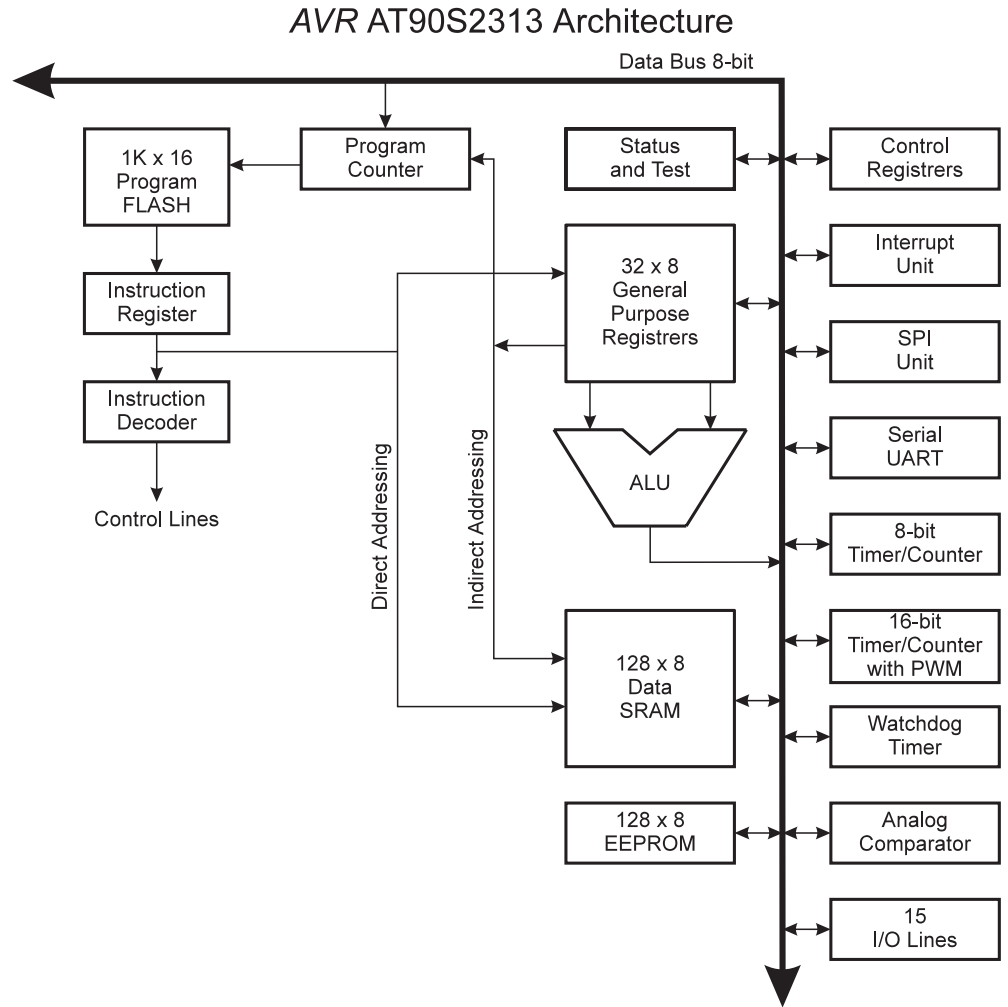 AVR AT90S2313 Architecture
Data Bus 8-bit
1K x 16
Program
FLASH
Program
Counter
Status
and Test
Control
Registrers
Instruction
Register
32 x 8
General
Purpose
Registrers
Interrupt
Unit
SPI
Unit
Instruction
Decoder
Control Lines
Direct Addressing
Indirect Addressing
ALU
Serial
UART
8-bit
Timer/Counter
128 x 8
Data
SRAM
16-bit
Timer/Counter
with PWM
Watchdog
Timer
128 x 8
EEPROM
Analog
Comparator
15
I/O Lines